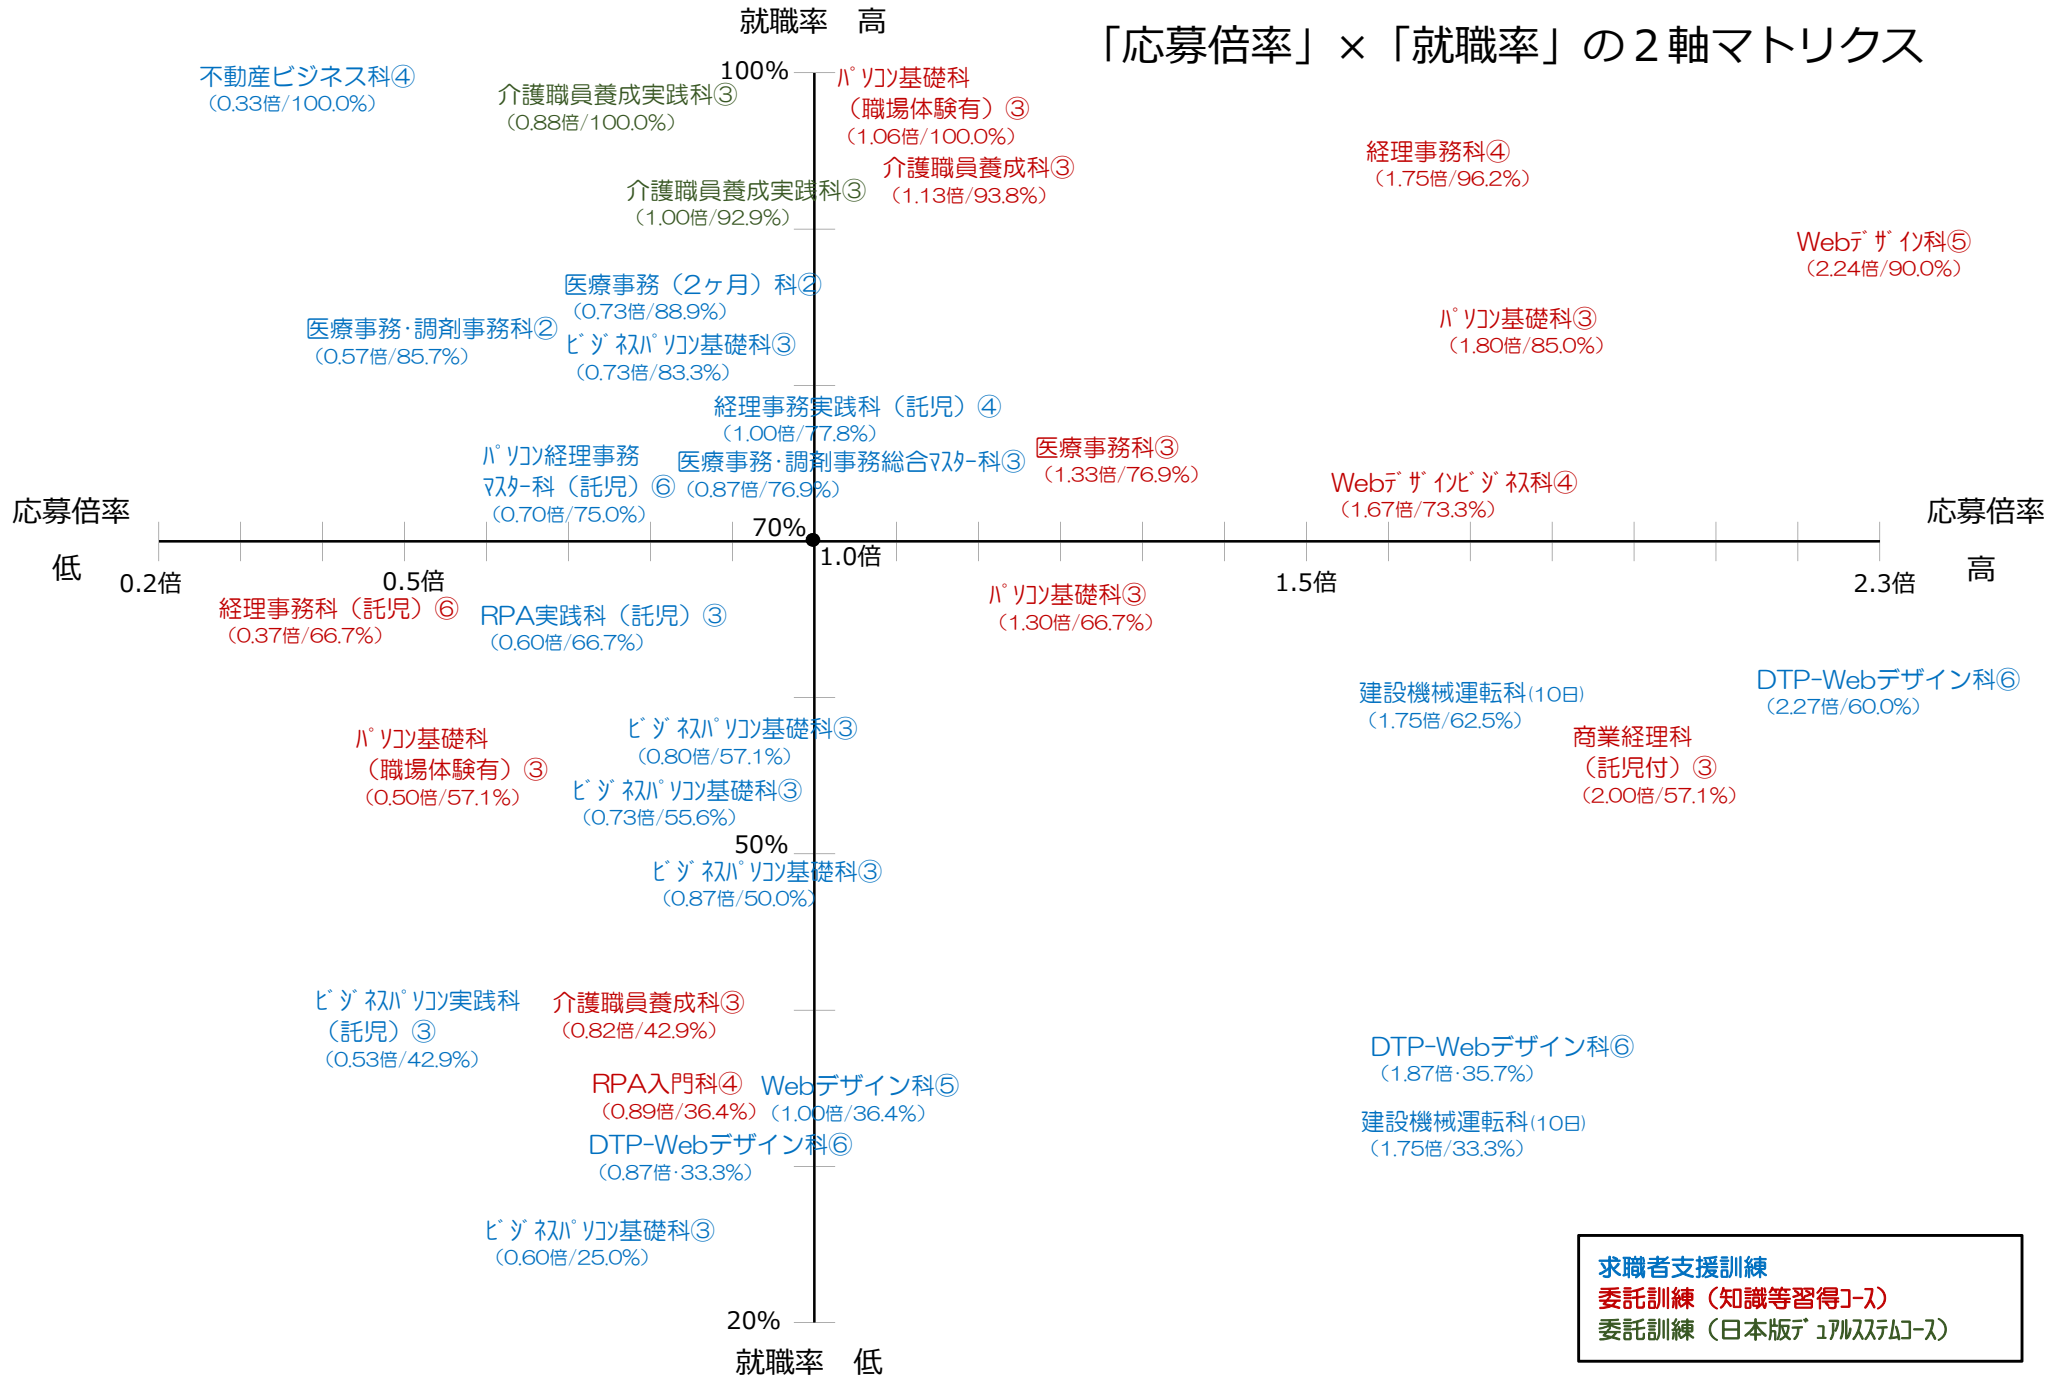 「応募倍率」×「就職率」の２軸マトリクス
就職率　高
100%
不動産ビジネス科④
（0.33倍/100.0%）
介護職員養成実践科③
（0.88倍/100.0%）
ﾊﾟｿｺﾝ基礎科
（職場体験有）③
（1.06倍/100.0%）
介護職員養成科③
（1.13倍/93.8%）
経理事務科④
（1.75倍/96.2%）
介護職員養成実践科③
（1.00倍/92.9%）
Webﾃﾞｻﾞｲﾝ科⑤
（2.24倍/90.0%）
医療事務（2ヶ月）科②
（0.73倍/88.9%）
医療事務･調剤事務科②
（0.57倍/85.7%）
ﾋﾞｼﾞﾈｽﾊﾟｿｺﾝ基礎科③
（0.73倍/83.3%）
ﾊﾟｿｺﾝ基礎科③
（1.80倍/85.0%）
経理事務実践科（託児）④
（1.00倍/77.8%）
ﾊﾟｿｺﾝ経理事務
ﾏｽﾀｰ科（託児）⑥
（0.70倍/75.0%）
医療事務･調剤事務総合ﾏｽﾀｰ科③
（0.87倍/76.9%）
医療事務科③
（1.33倍/76.9%）
Webﾃﾞｻﾞｲﾝﾋﾞｼﾞﾈｽ科④
（1.67倍/73.3%）
応募倍率
低
70%
1.0倍
応募倍率
高
0.2倍
0.5倍
1.5倍
2.3倍
経理事務科（託児）⑥
（0.37倍/66.7%）
RPA実践科（託児）③
（0.60倍/66.7%）
ﾊﾟｿｺﾝ基礎科③
（1.30倍/66.7%）
建設機械運転科(10日)
（1.75倍/62.5%）
DTP-Webデザイン科⑥
（2.27倍/60.0%）
ﾋﾞｼﾞﾈｽﾊﾟｿｺﾝ基礎科③
（0.80倍/57.1%）
ﾊﾟｿｺﾝ基礎科
（職場体験有）③
（0.50倍/57.1%）
商業経理科
（託児付）③
（2.00倍/57.1%）
ﾋﾞｼﾞﾈｽﾊﾟｿｺﾝ基礎科③
（0.73倍/55.6%）
50%
ﾋﾞｼﾞﾈｽﾊﾟｿｺﾝ基礎科③
（0.87倍/50.0%）
ﾋﾞｼﾞﾈｽﾊﾟｿｺﾝ実践科
（託児）③
（0.53倍/42.9%）
介護職員養成科③
（0.82倍/42.9%）
RPA入門科④
（0.89倍/36.4%）
Webデザイン科⑤
（1.00倍/36.4%）
DTP-Webデザイン科⑥
（1.87倍･35.7%）
建設機械運転科(10日)
（1.75倍/33.3%）
DTP-Webデザイン科⑥
（0.87倍･33.3%）
ﾋﾞｼﾞﾈｽﾊﾟｿｺﾝ基礎科③
（0.60倍/25.0%）
20%
就職率　低
求職者支援訓練
委託訓練（知識等習得ｺｰｽ）
委託訓練（日本版ﾃﾞｭｱﾙｽｽﾃﾑｺｰｽ）